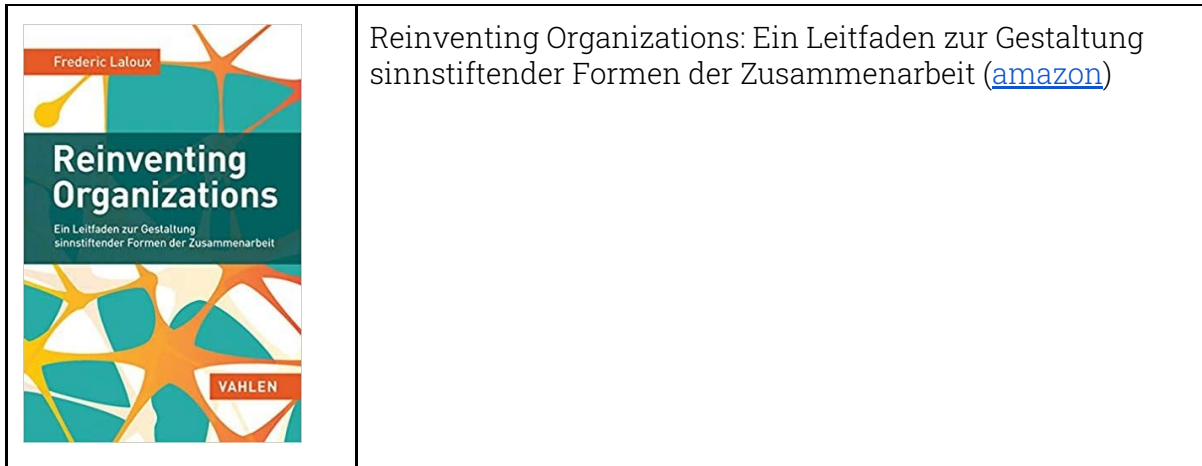 Frederic Laloux
Reinventing
Organizations
Ein Leitfaden zur Gestaltung
sinnstiftender Formen der Zusammenarbeit
VAHLEN
Reinventing Organizations: Ein Leitfaden zur Gestaltung
sinnstiftender Formen der Zusammenarbeit (amazon)